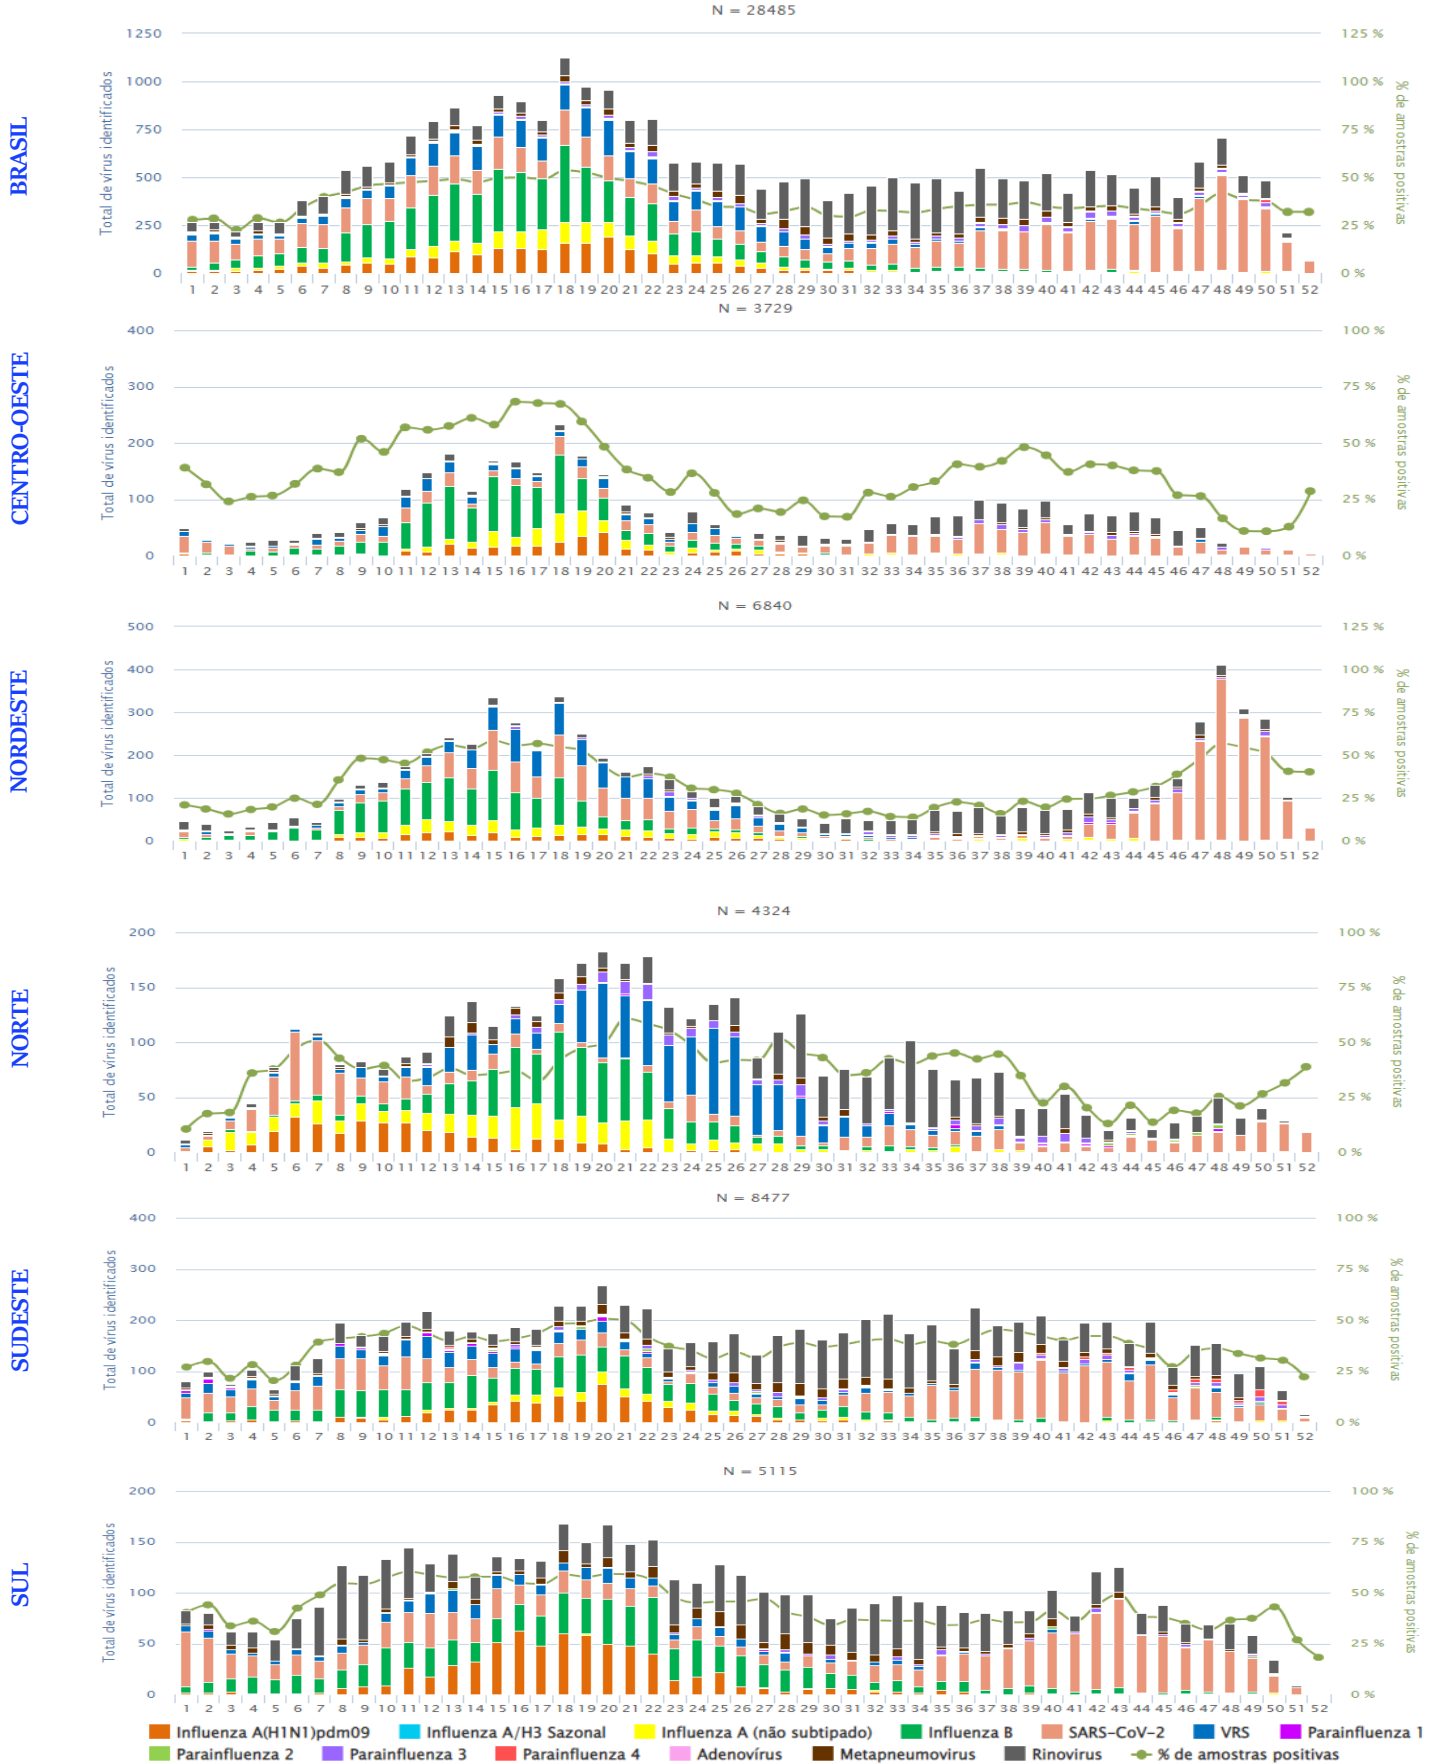 N = 28485
BRASIL
Total de vírus identificados
1250
1000
750
500
250
0
125 %
100 %
75 %
50 %
25 %
0 %
% de amostras positivas
1 2 3 4 5 6 7 8 9 10 11 12 13 14 15 16 17 18 19 20 21 22 23 24 25 26 27 28 29 30 31 32 33 34 35 36 37 38 39 40 41 42 43 44 45 46 47 48 49 50 51 52
N = 3729
CENTRO-OESTE
Total de vírus identificados
400
300
200
100
0
100 %
75 %
50 %
25 %
0 %
% de amostras positivas
1 2 3 4 5 6 7 8 9 10 11 12 13 14 15 16 17 18 19 20 21 22 23 24 25 26 27 28 29 30 31 32 33 34 35 36 37 38 39 40 41 42 43 44 45 46 47 48 49 50 51 52
N = 6840
NORDESTE
Total de vírus identificados
500
400
300
200
100
0
125 %
100 %
75 %
50 %
25 %
0 %
% de amostras positivas
1 2 3 4 5 6 7 8 9 10 11 12 13 14 15 16 17 18 19 20 21 22 23 24 25 26 27 28 29 30 31 32 33 34 35 36 37 38 39 40 41 42 43 44 45 46 47 48 49 50 51 52
N = 4324
NORTE
Total de vírus identificados
200
150
100
50
0
100 %
75 %
50 %
25 %
0 %
% de amostras positivas
1 2 3 4 5 6 7 8 9 10 11 12 13 14 15 16 17 18 19 20 21 22 23 24 25 26 27 28 29 30 31 32 33 34 35 36 37 38 39 40 41 42 43 44 45 46 47 48 49 50 51 52
N = 8477
SUDESTE
Total de vírus identificados
400
300
200
100
0
100 %
75 %
50 %
25 %
0 %
% de amostras positivas
1 2 3 4 5 6 7 8 9 10 11 12 13 14 15 16 17 18 19 20 21 22 23 24 25 26 27 28 29 30 31 32 33 34 35 36 37 38 39 40 41 42 43 44 45 46 47 48 49 50 51 52
N = 5115
SUL
Total de vírus identificados
200
150
100
50
0
100 %
75 %
50 %
25 %
0 %
% de amostras positivas
1 2 3 4 5 6 7 8 9 10 11 12 13 14 15 16 17 18 19 20 21 22 23 24 25 26 27 28 29 30 31 32 33 34 35 36 37 38 39 40 41 42 43 44 45 46 47 48 49 50 51 52
Influenza A(H1N1)pdm09 Influenza A/H3 Sazonal Influenza A (não subtipado) Influenza B SARS-CoV-2 VRS Parainfluenza 1
Parainfluenza 2 Parainfluenza 3 Parainfluenza 4 Adenovírus Metapneumovirus Rinovirus % de amostras positivas